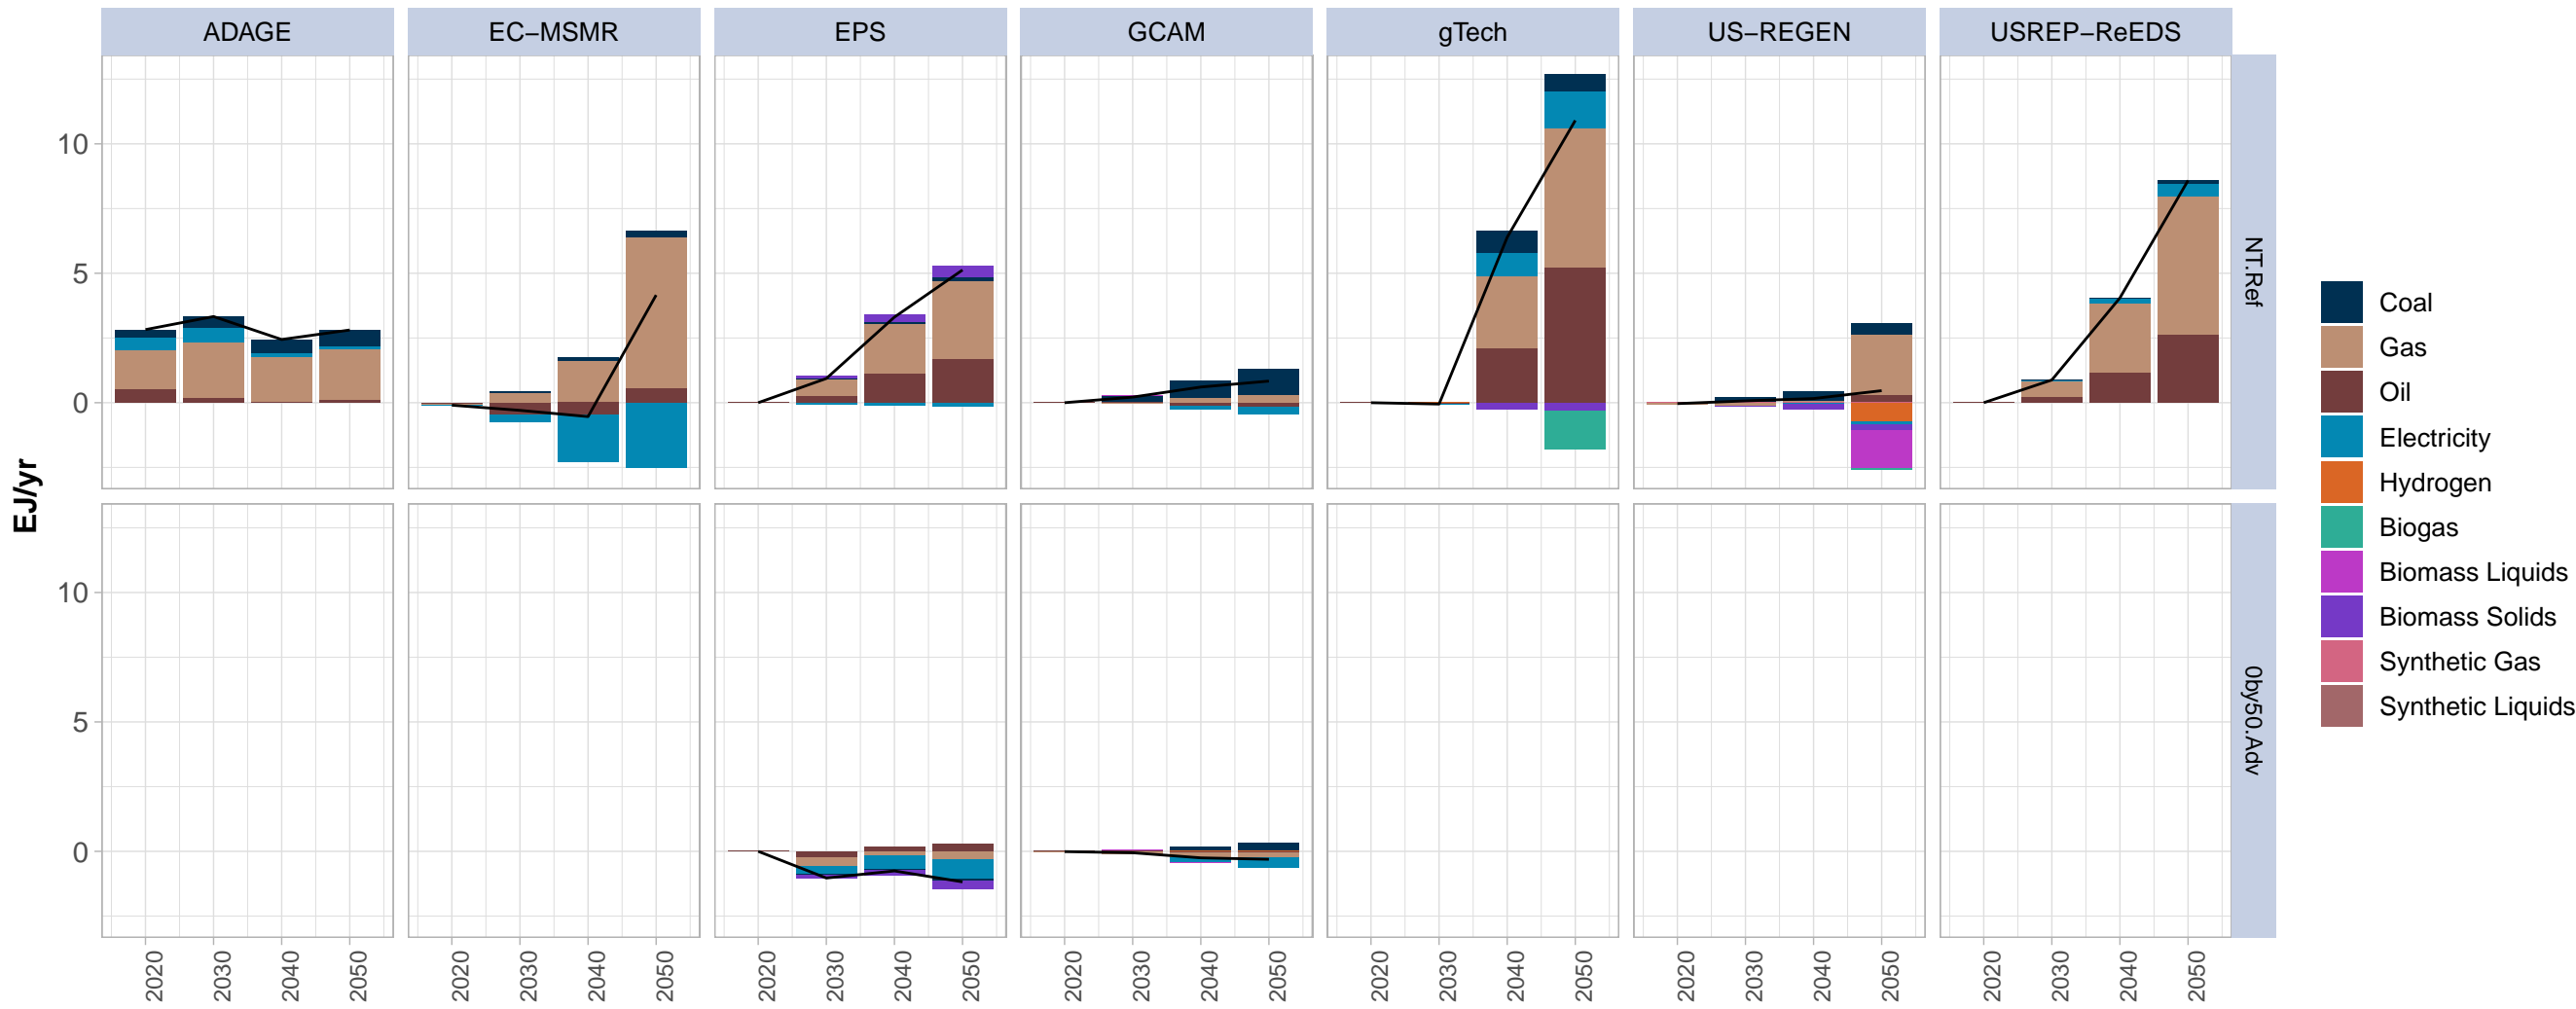 ADAGE EC−MSMR EPS GCAM gTech US−REGEN USREP−ReEDS
EJ/yr
10
5
0
NT.Ref
10
5
0
0by50.Adv
2020 2030 2040 2050 2020 2030 2040 2050 2020 2030 2040 2050 2020 2030 2040 2050 2020 2030 2040 2050 2020 2030 2040 2050 2020 2030 2040 2050
Coal
Gas
Oil
Electricity
Hydrogen
Biogas
Biomass Liquids
Biomass Solids
Synthetic Gas
Synthetic Liquids